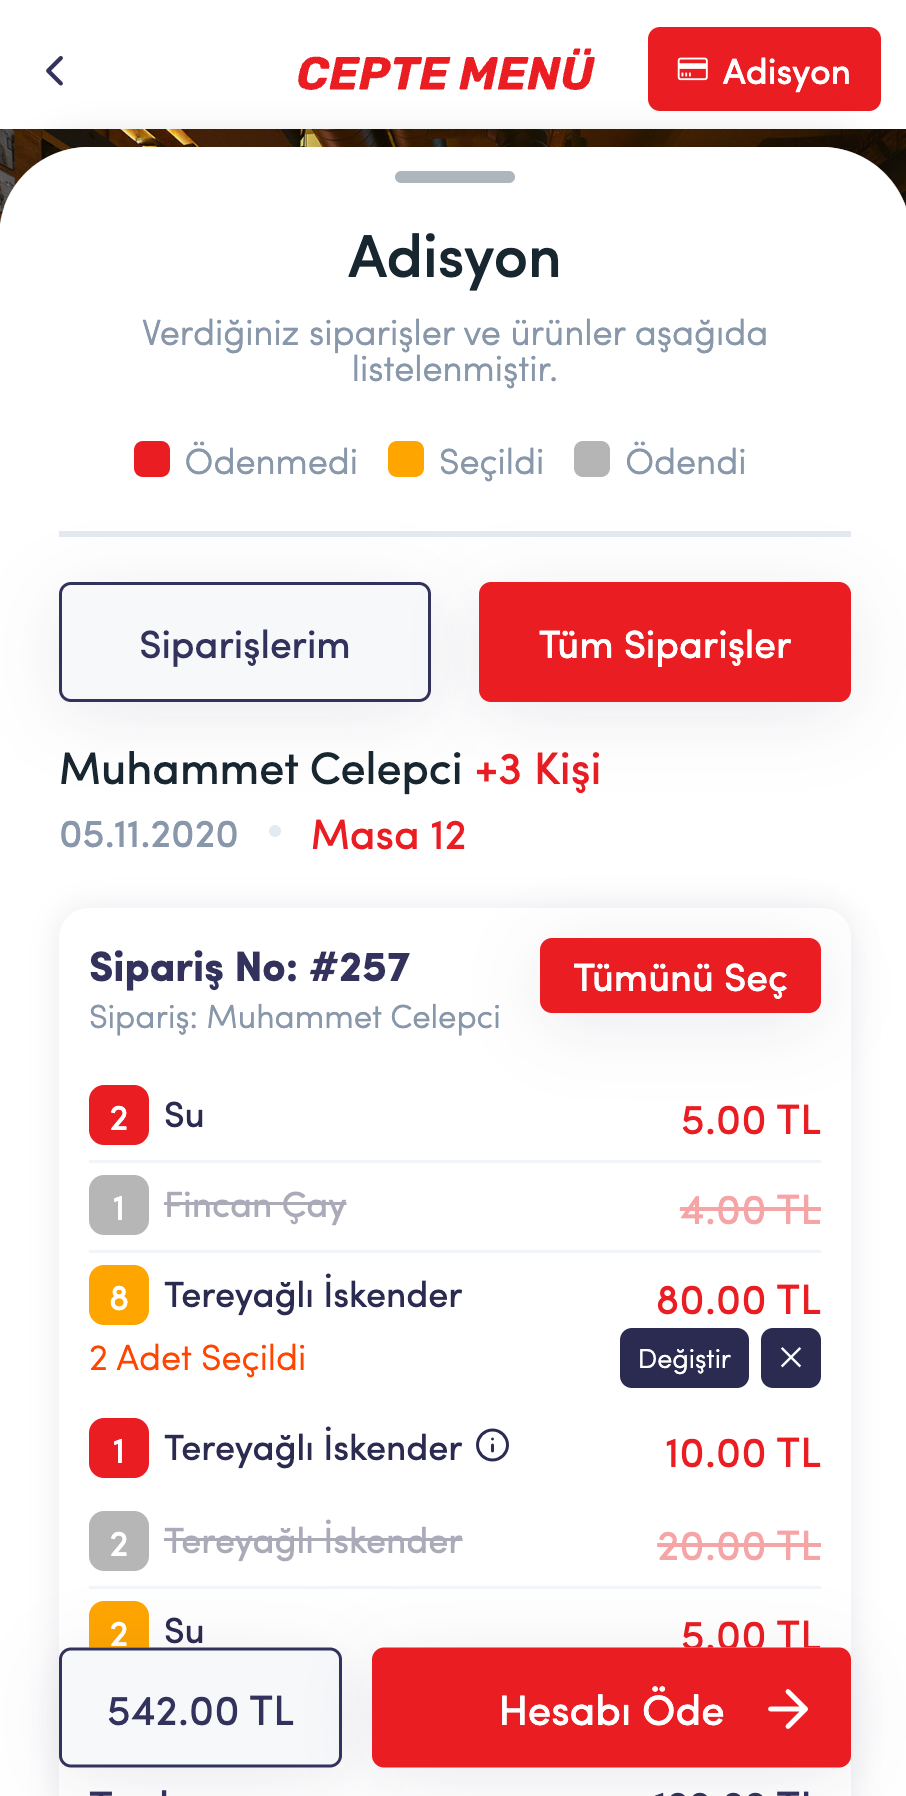 CEPTE MENÜ
Adisyon
Adisyon
Verdiğiniz siparişler ve ürünler aşağıda
listelenmiştir.
Ödenmedi Seçildi Ödendi
Siparişlerim
Tüm Siparişler
Muhammet Celepci +3 Kişi
05.11.2020 • Masa 12
Sipariş No: #257
Tümünü Seç
Sipariş: Muhammet Celepci
2 Su 5.00 TL
1 Fincan Çay 4.00 TL
8 Tereyağlı İskender 80.00 TL
2 Adet Seçildi
Değiştir
1 Tereyağlı İskender 10.00 TL
2 Tereyağlı İskender 20.00 TL
2 Su 5.00 TL
542.00 TL
Hesabı Öde